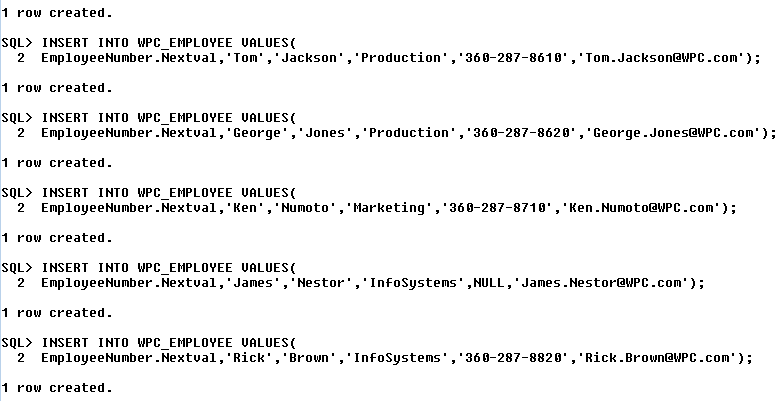 1 row created.
SQL> INSERT INTO WPC_EMPLOYEE VALUES(
2 EmployeeNumber.Nextval,'Tom','Jackson','Production','360-287-8610','Tom.Jackson@WPC.com');
1 row created.
SQL> INSERT INTO WPC_EMPLOYEE VALUES(
2 EmployeeNumber.Nextval,'George','Jones','Production','360-287-8620','George.Jones@WPC.com');
1 row created.
SQL> INSERT INTO WPC_EMPLOYEE VALUES(
2 EmployeeNumber.Nextval,'Ken','Numoto','Marketing','360-287-8710','Ken.Numoto@WPC.com');
1 row created.
SQL> INSERT INTO WPC_EMPLOYEE VALUES(
2 EmployeeNumber.Nextval,'James','Nestor','InfoSystems',NULL,'James.Nestor@WPC.com');
1 row created.
SQL> INSERT INTO WPC_EMPLOYEE VALUES(
2 EmployeeNumber.Nextval,'Rick','Brown','InfoSystems','360-287-8820','Rick.Brown@WPC.com');
1 row created.